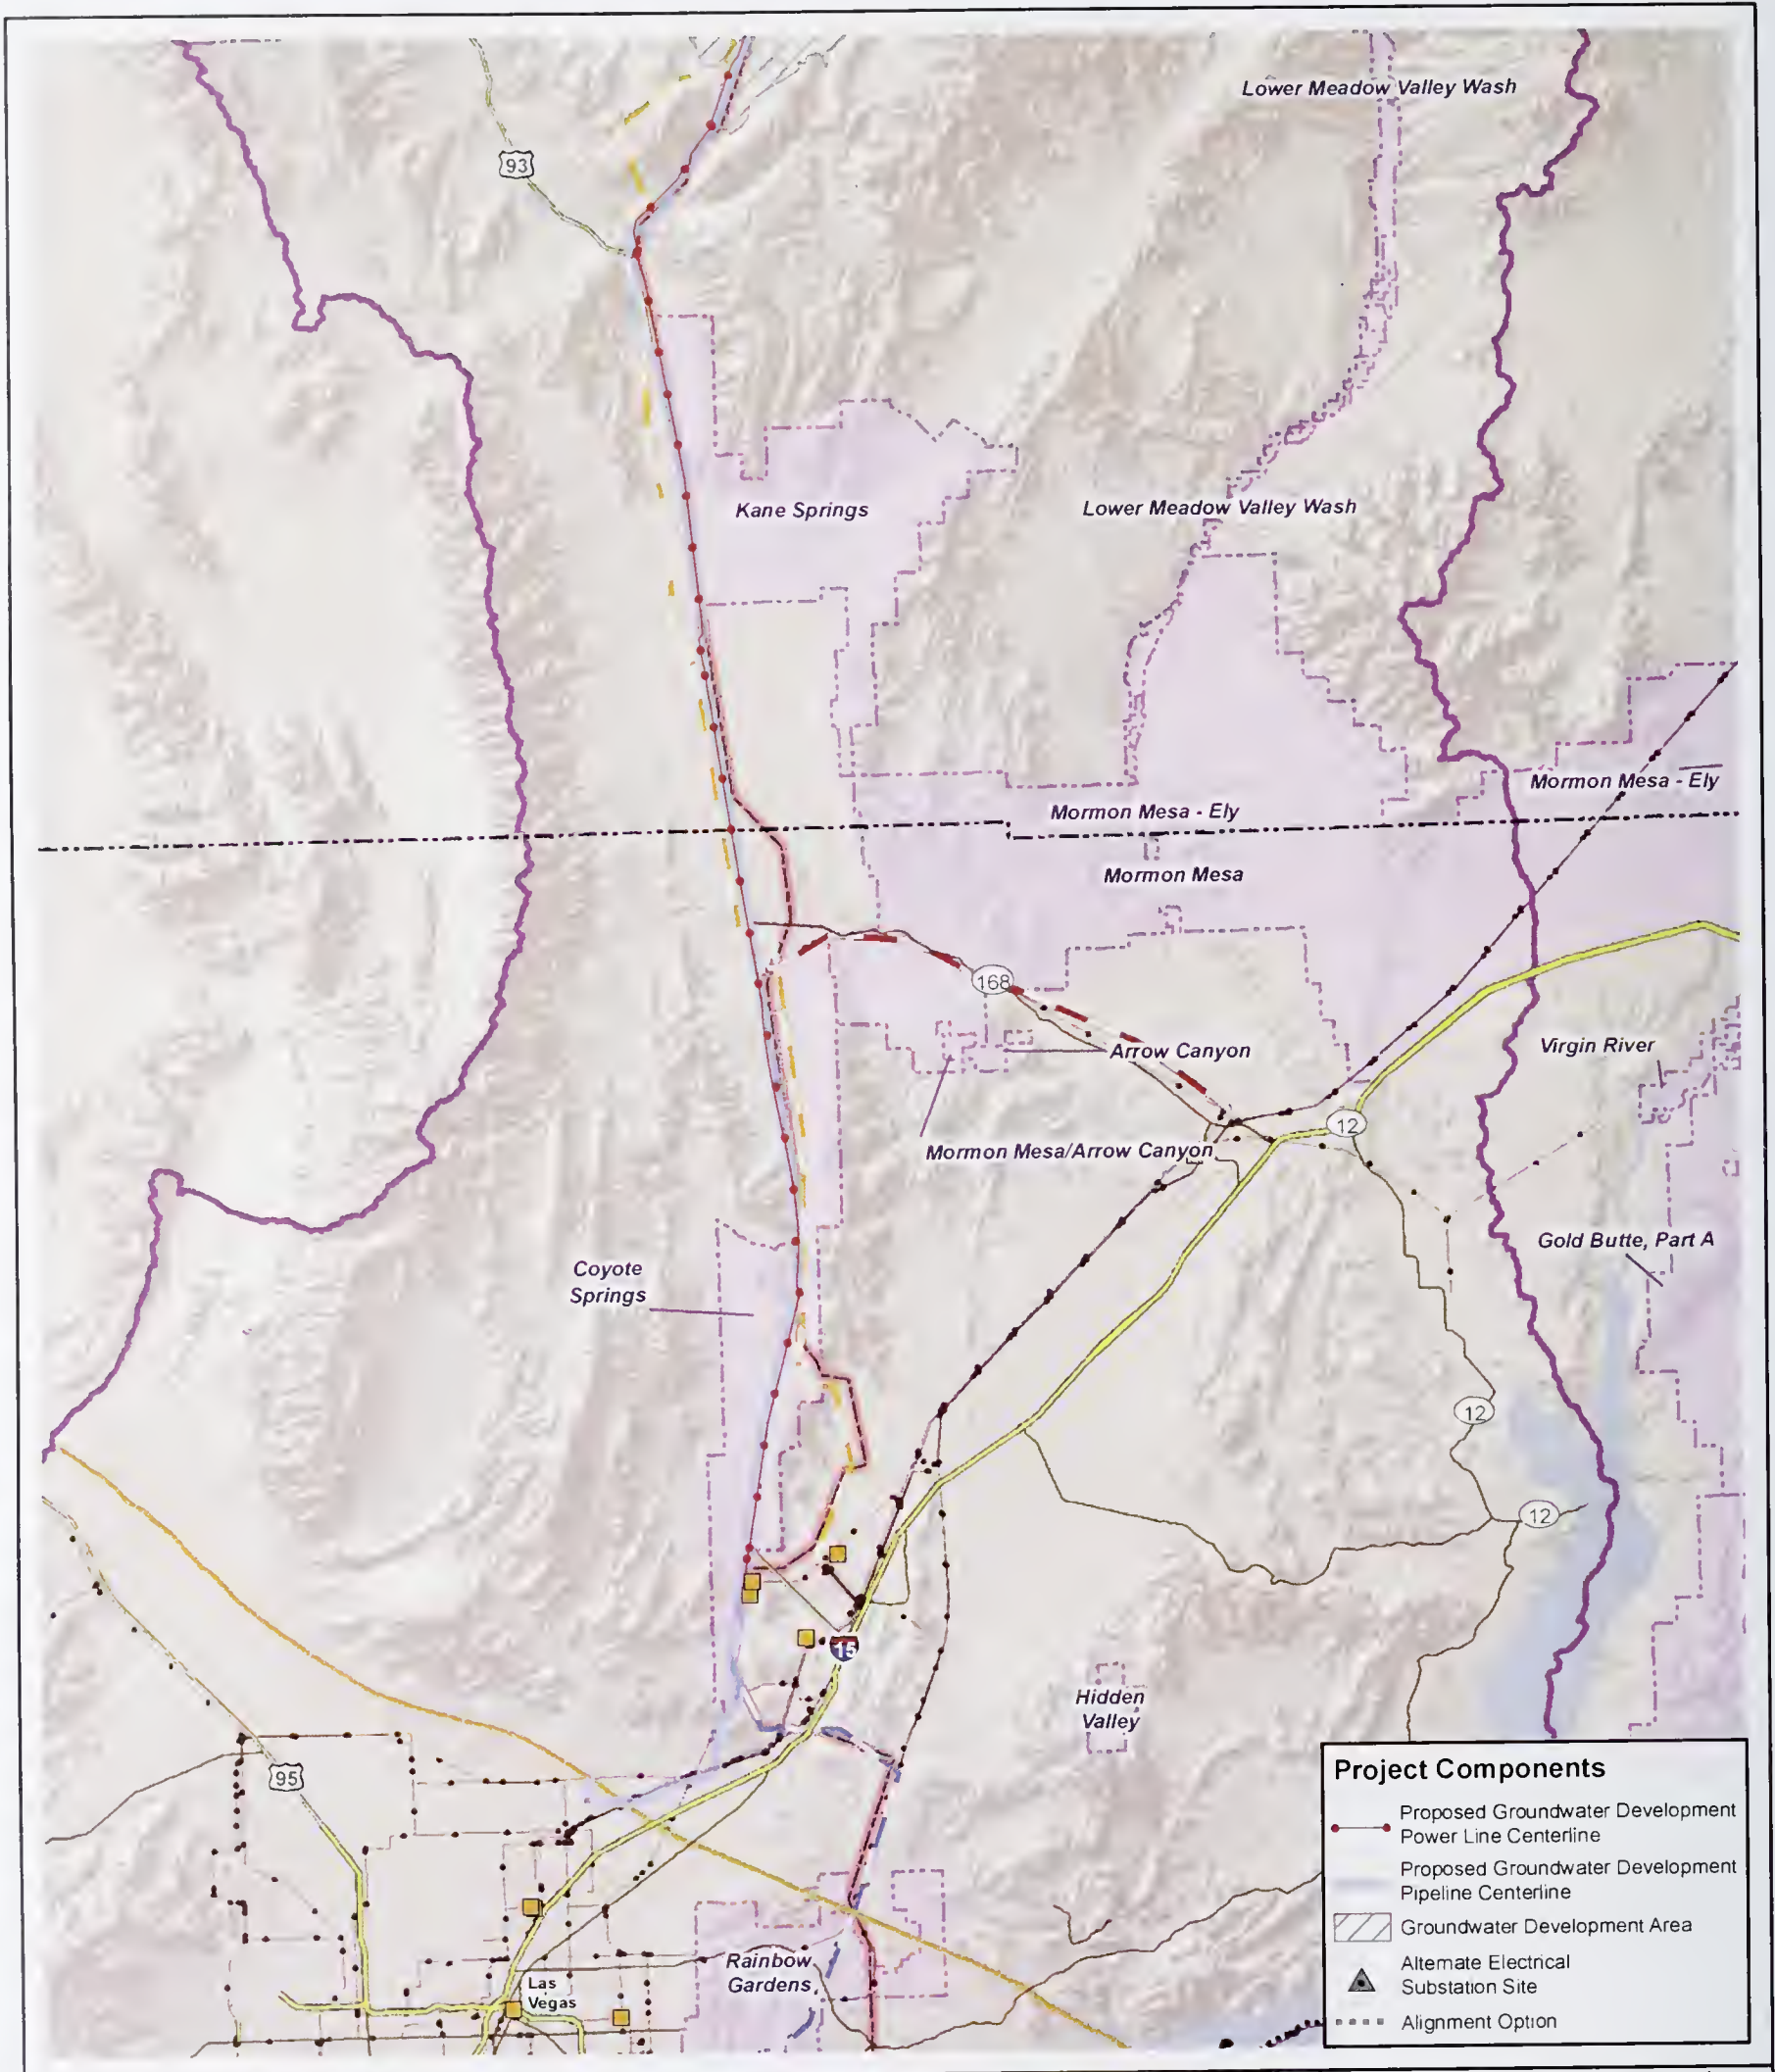 Lower Meadow Valley Wash
93
Kane Springs
Lower Meadow Valley Wash
Mormon Mesa - Ely
Mormon Mesa - Ely
Mormon Mesa
168
Arrow Canyon
Virgin River
12
Mormon Mesa/Arrow Canyon
Gold Butte, Part A
Coyote
Springs
12
12
15
Hidden
Valley
95
Rainbow
Gardens
Las
Vegas
Project Components
Proposed Groundwater Development
Power Line Centerline
Proposed Groundwater Development
Pipeline Centerline
Groundwater Development Area
Alternate Electrical
Substation Site
Alignment Option